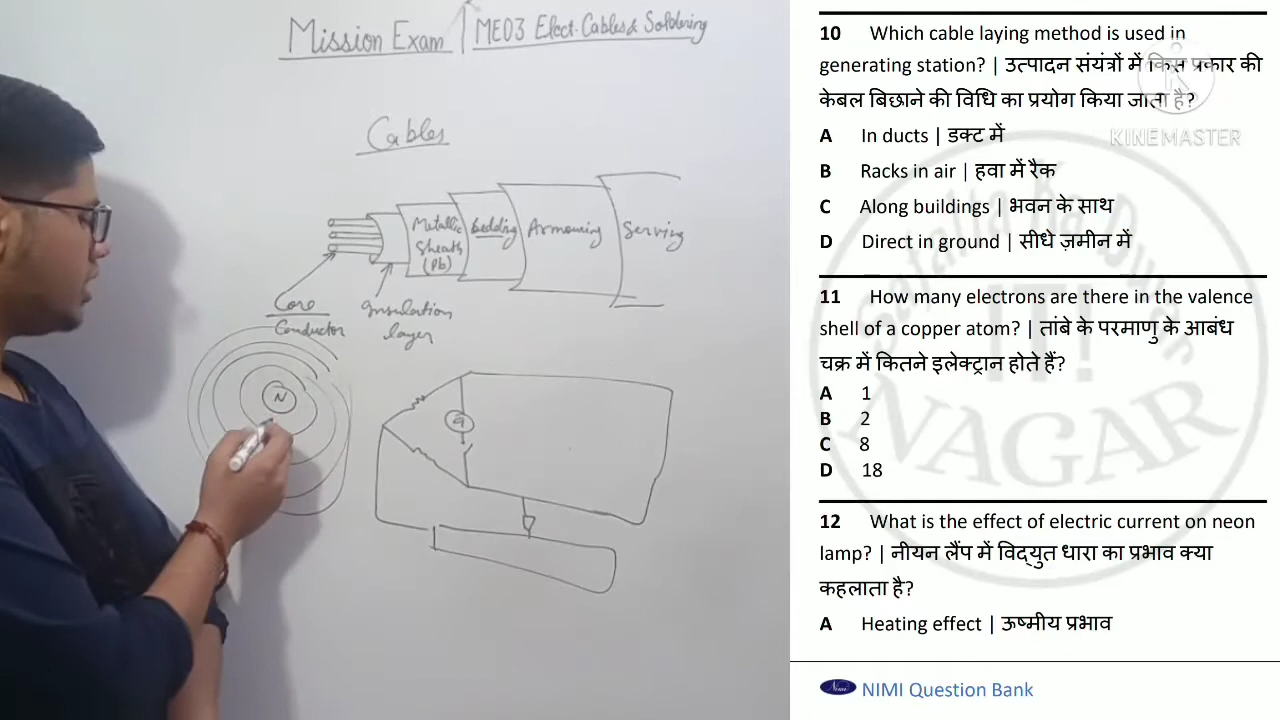 Mission Exam
ME03 Elect. Cables & Soldering
Cables
Metallic
Sheath
(Pb)
Bedding
Armouring
Serving
Core
Conductor
Insulation
layer
N
G
10 Which cable laying method is used in
generating station? | उत्पादन संयंत्रों में किस प्रकार की
केबल बिछाने की विधि का प्रयोग किया जाता है?
A In ducts | डक्ट में
B Racks in air | हवा में रैक
C Along buildings | भवन के साथ
D Direct in ground | सीधे ज़मीन में
11 How many electrons are there in the valence
shell of a copper atom? | तांबे के परमाणु के आबंध
चक्र में कितने इलेक्ट्रान होते हैं?
A 1
B 2
C 8
D 18
12 What is the effect of electric current on neon
lamp? | नीयन लैंप में विद्युत धारा का प्रभाव क्या
कहलाता है?
A Heating effect | ऊष्मीय प्रभाव
Nimi NIMI Question Bank
K
KINEMASTER
ITI
NAGAR